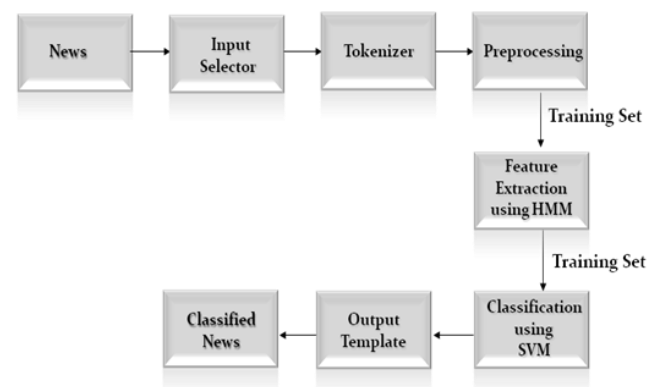 News
Input
Selector
Tokenizer
Preprocessing
Training Set
Feature
Extraction
using HMM
Training Set
Classification
using
SVM
Output
Template
Classified
News